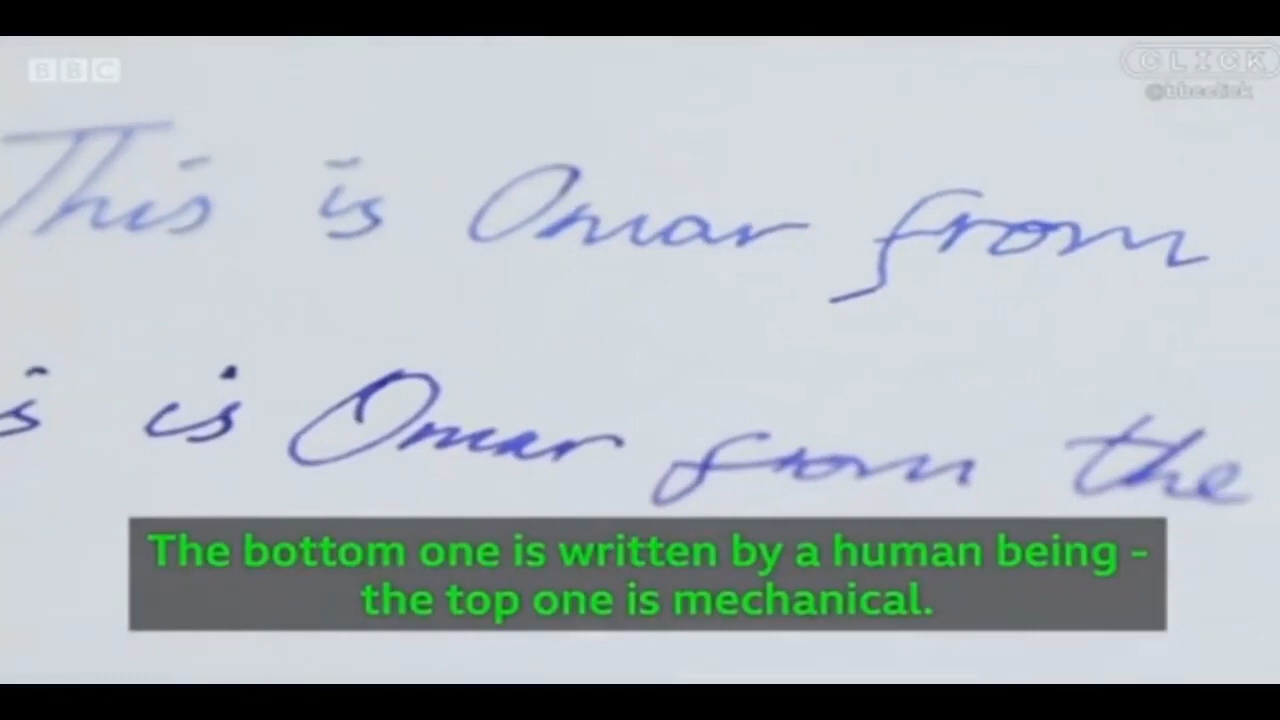 BBC
CLICK
@bbcclick
This is Omar from
s is Omar from the
The bottom one is written by a human being -
the top one is mechanical.